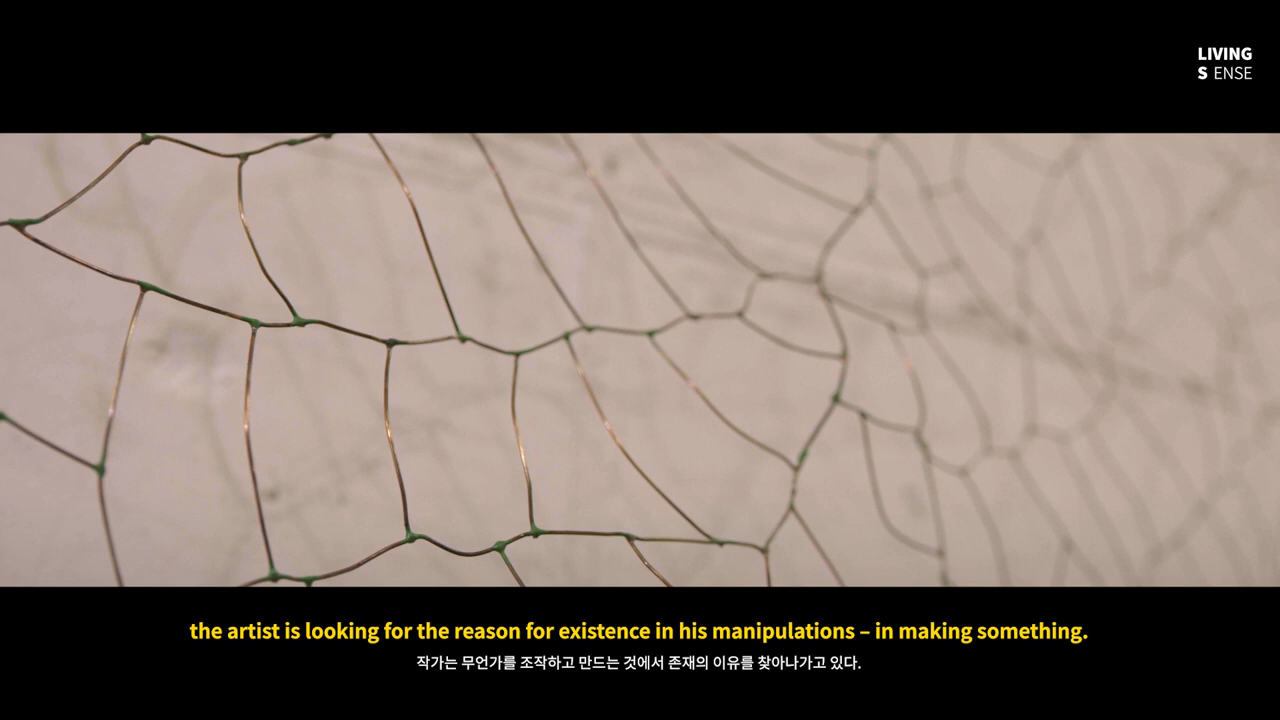 LIVING
S ENSE
the artist is looking for the reason for existence in his manipulations – in making something.
작가는 무언가를 조작하고 만드는 것에서 존재의 이유를 찾아나가고 있다.